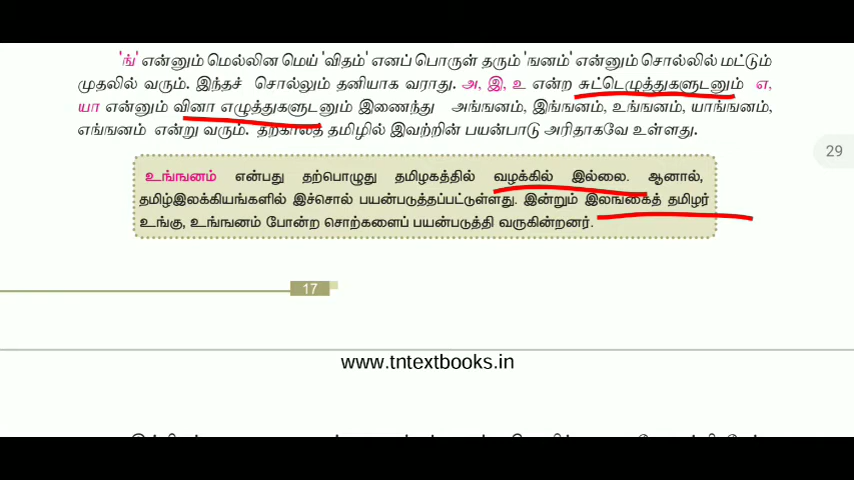 'ங்' என்னும் மெல்லின மெய் 'விதம்' எனப் பொருள் தரும் 'ஙனம்' என்னும் சொல்லில் மட்டும்
முதலில் வரும். இந்தச் சொல்லும் தனியாக வராது. அ, இ, உ என்ற சுட்டெழுத்துகளுடனும் எ,
யா என்னும் வினா எழுத்துகளுடனும் இணைந்து அங்ஙனம், இங்ஙனம், உங்ஙனம், யாங்ஙனம்,
எங்ஙனம் என்று வரும். தற்காலத் தமிழில் இவற்றின் பயன்பாடு அரிதாகவே உள்ளது.
29
உங்ஙனம் என்பது தற்பொழுது தமிழகத்தில் வழக்கில் இல்லை. ஆனால்,
தமிழ்இலக்கியங்களில் இச்சொல் பயன்படுத்தப்பட்டுள்ளது. இன்றும் இலங்கைத் தமிழர்
உங்கு, உங்ஙனம் போன்ற சொற்களைப் பயன்படுத்தி வருகின்றனர்.
17
www.tntextbooks.in